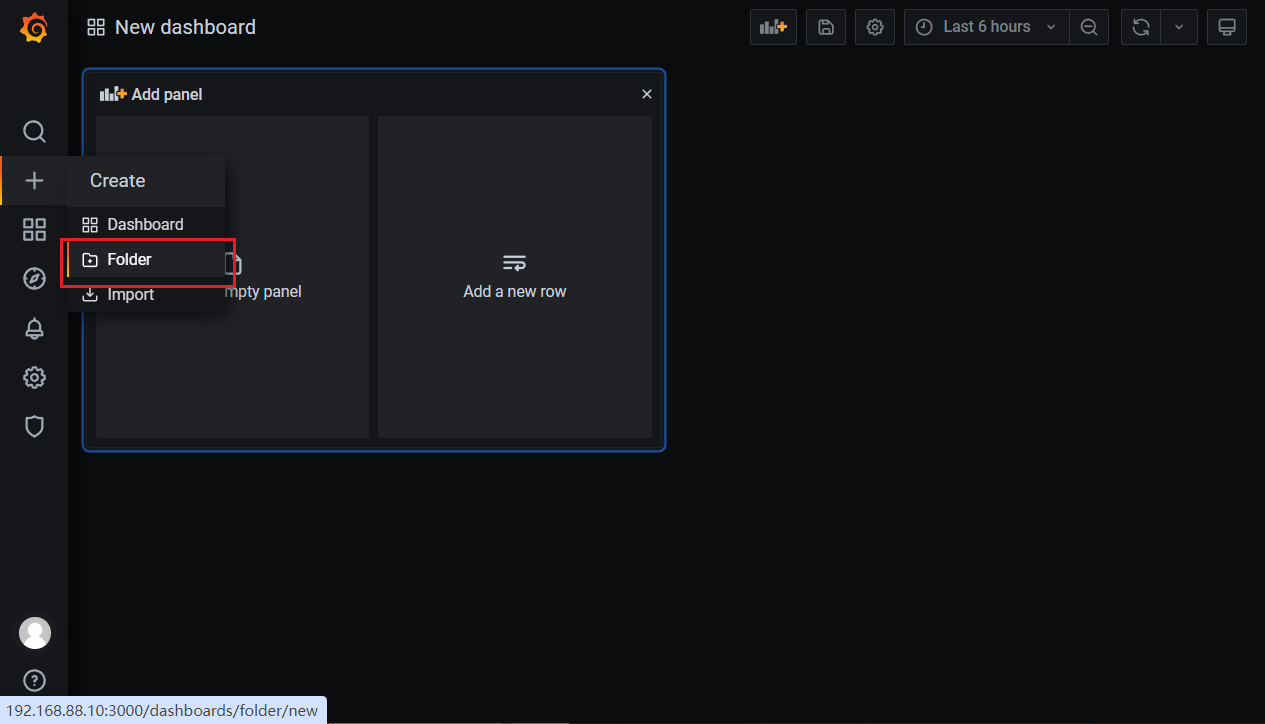 New dashboard
Last 6 hours
Add panel
Create
Dashboard
Folder
Import
mpty panel
Add a new row
192.168.88.10:3000/dashboards/folder/new